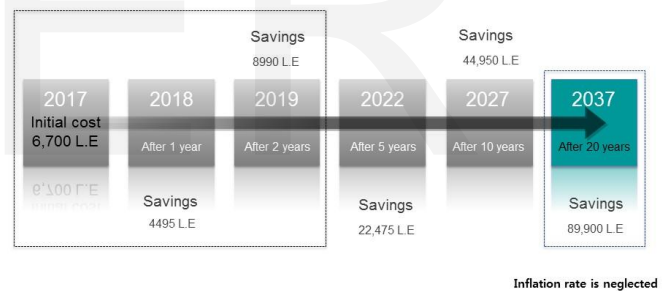 Savings
8990 L.E
Savings
44,950 L.E
2017
Initial cost
6,700 L.E
2018
After 1 year
2019
After 2 years
2022
After 5 years
2027
After 10 years
2037
After 20 years
Savings
4495 L.E
Savings
22,475 L.E
Savings
89,900 L.E
Inflation rate is neglected